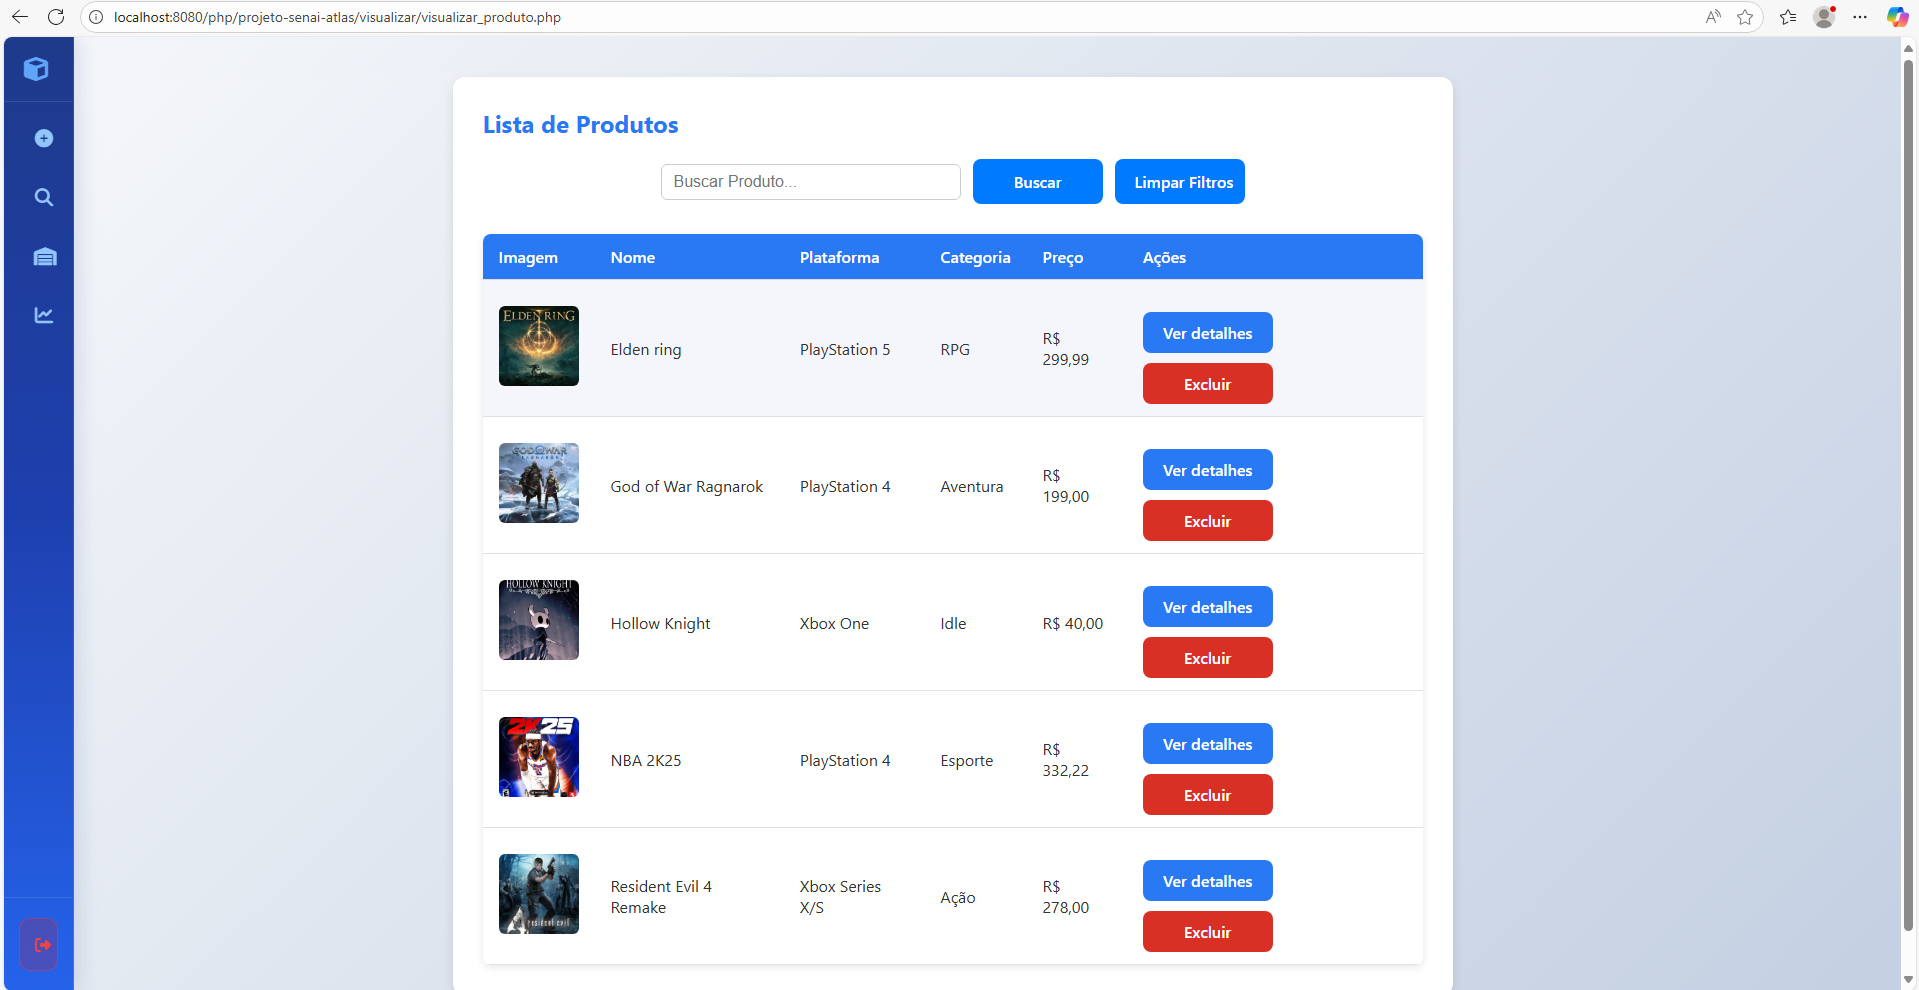 localhost:8080/php/projeto-senai-atlas/visualizar/visualizar_produto.php
Lista de Produtos
Buscar Produto...
Buscar
Limpar Filtros
Imagem Nome Plataforma Categoria Preço Ações
ELDEN RING
Elden ring
PlayStation 5
RPG
R$
299,99
Ver detalhes
Excluir
GOD OF WAR
RAGNARÖK
God of War Ragnarok
PlayStation 4
Aventura
R$
199,00
Ver detalhes
Excluir
HOLLOW KNIGHT
Hollow Knight
Xbox One
Idle
R$ 40,00
Ver detalhes
Excluir
2K25
NBA 2K25
PlayStation 4
Esporte
R$
332,22
Ver detalhes
Excluir
resident evil
Resident Evil 4
Remake
Xbox Series
X/S
Ação
R$
278,00
Ver detalhes
Excluir